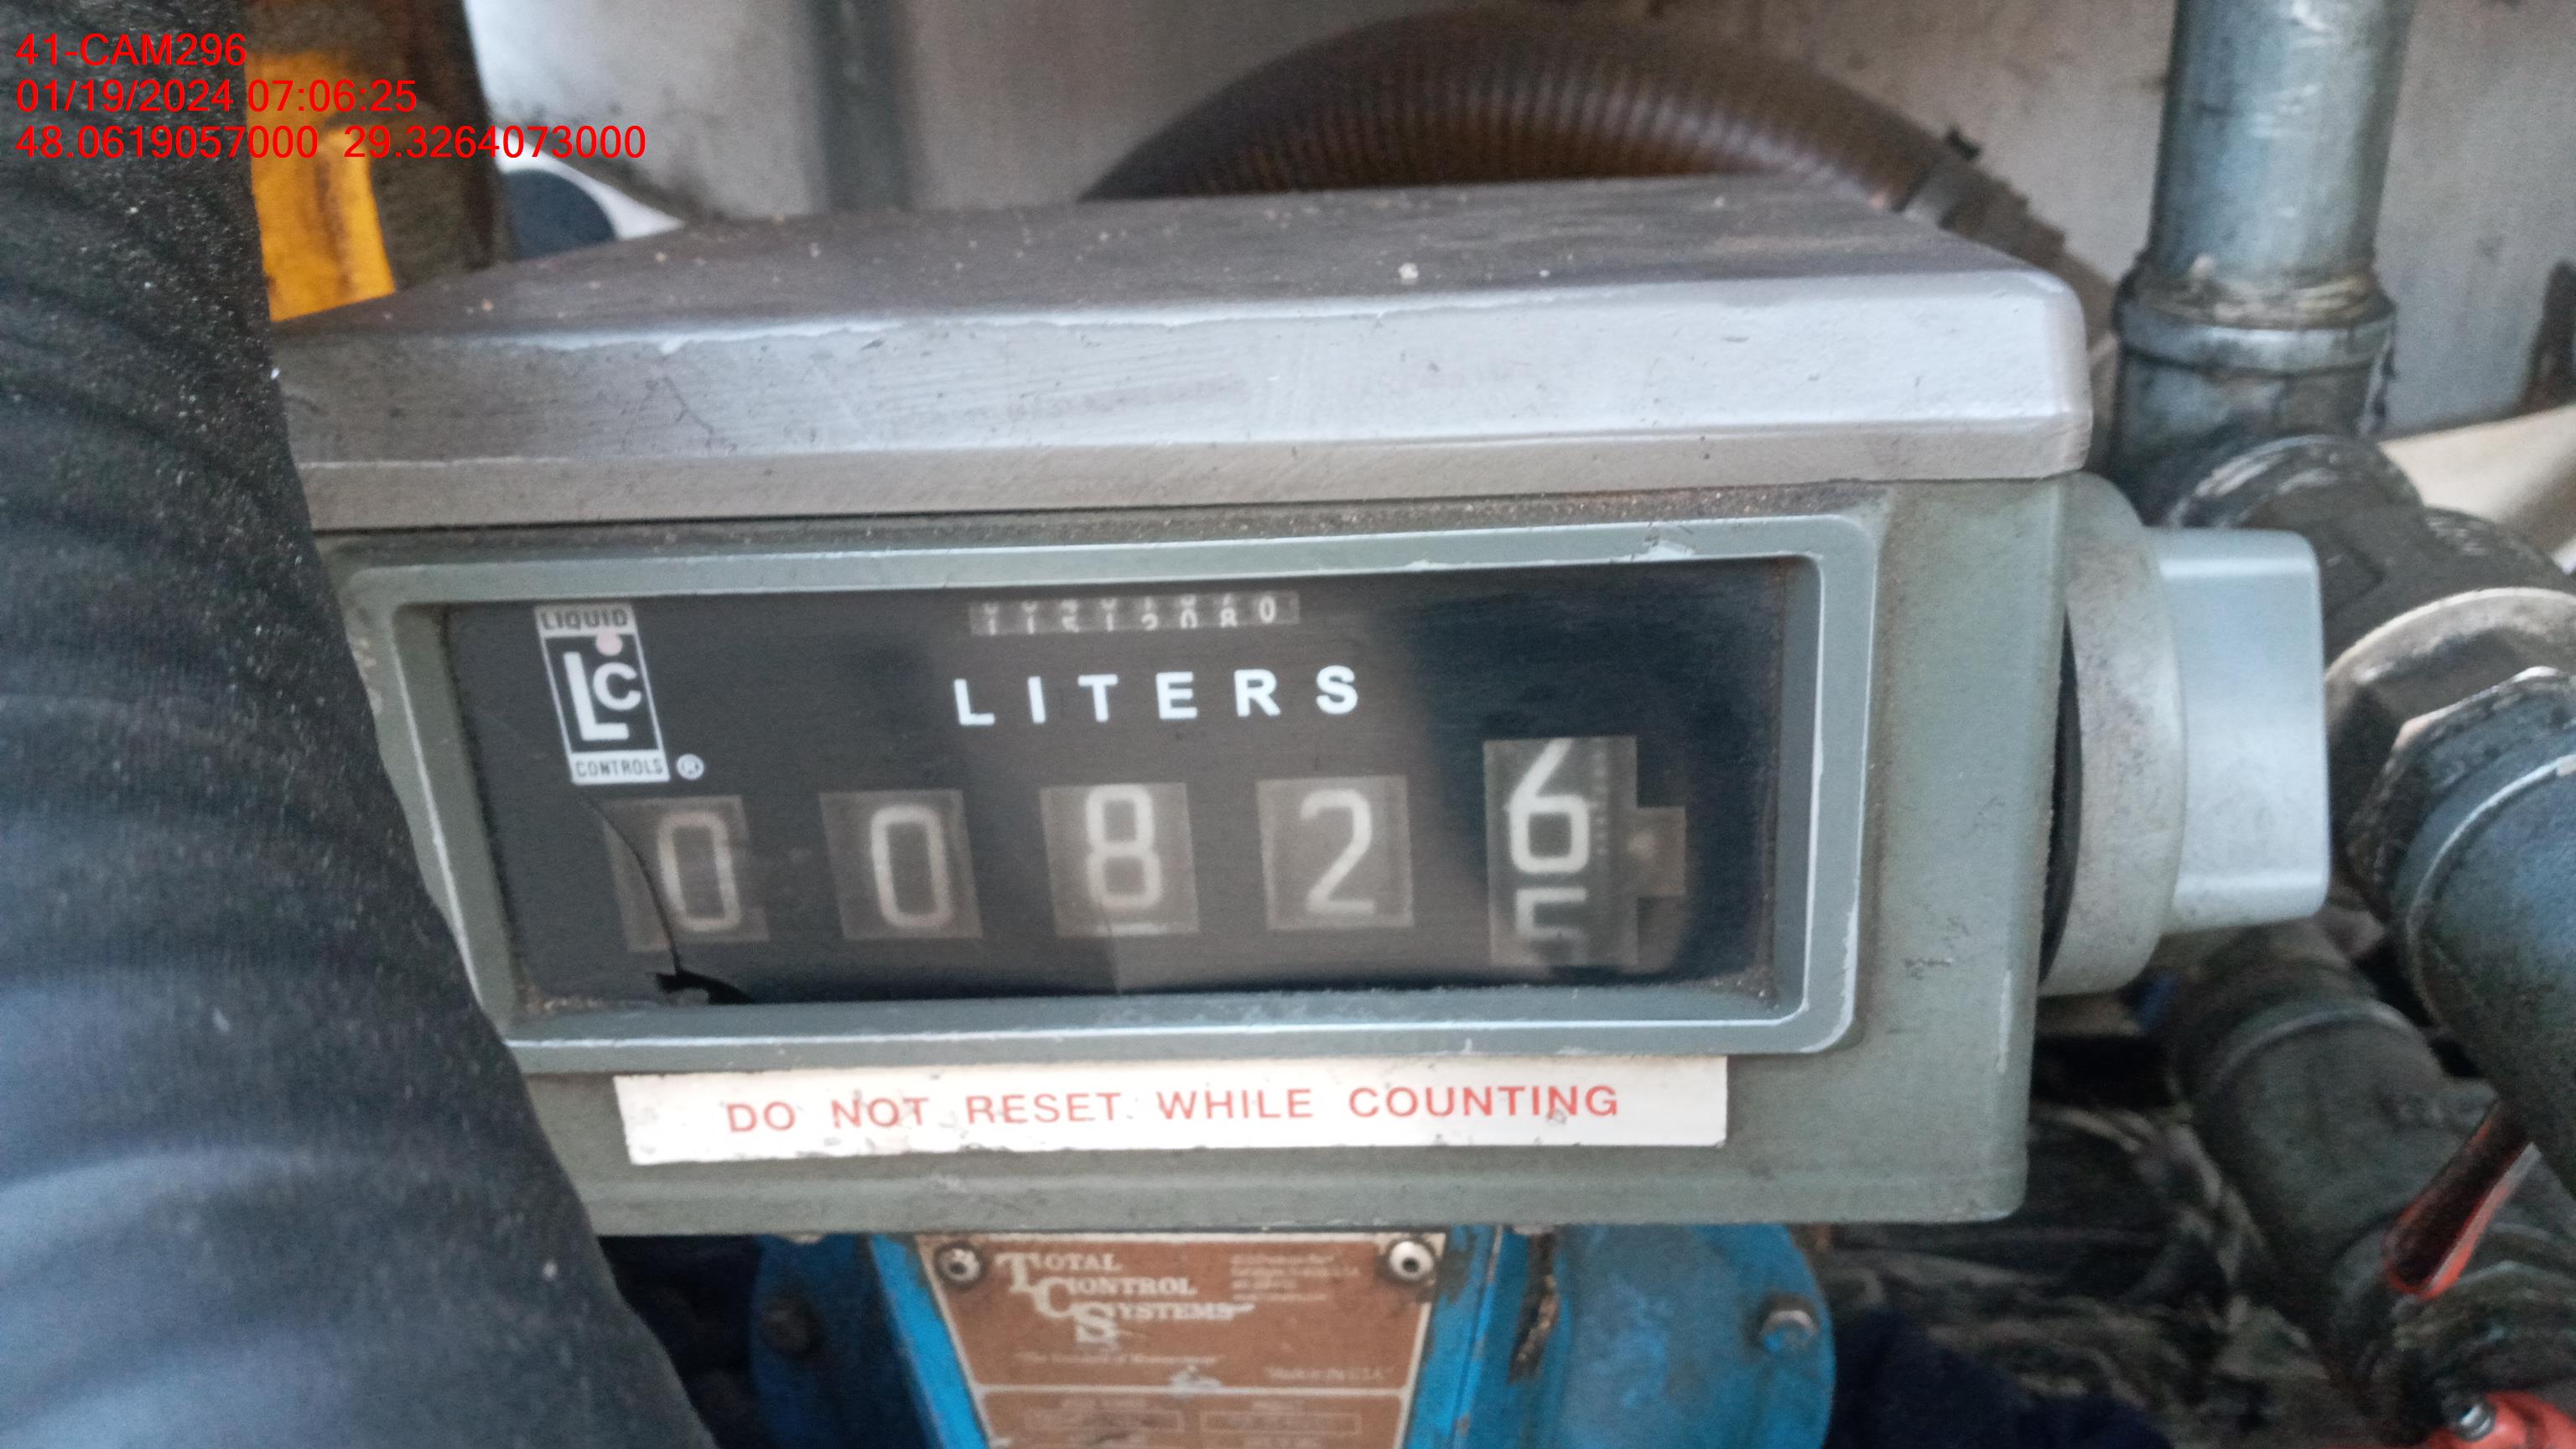 41-CAM296
01/19/2024 07:06:25
48.0619057000 29.3264073000
LIQUID
LC
CONTROLS ®
LITERS
0 0 8 2 6
5
DO NOT RESET WHILE COUNTING
TOTAL
CONTROL
SYSTEMS